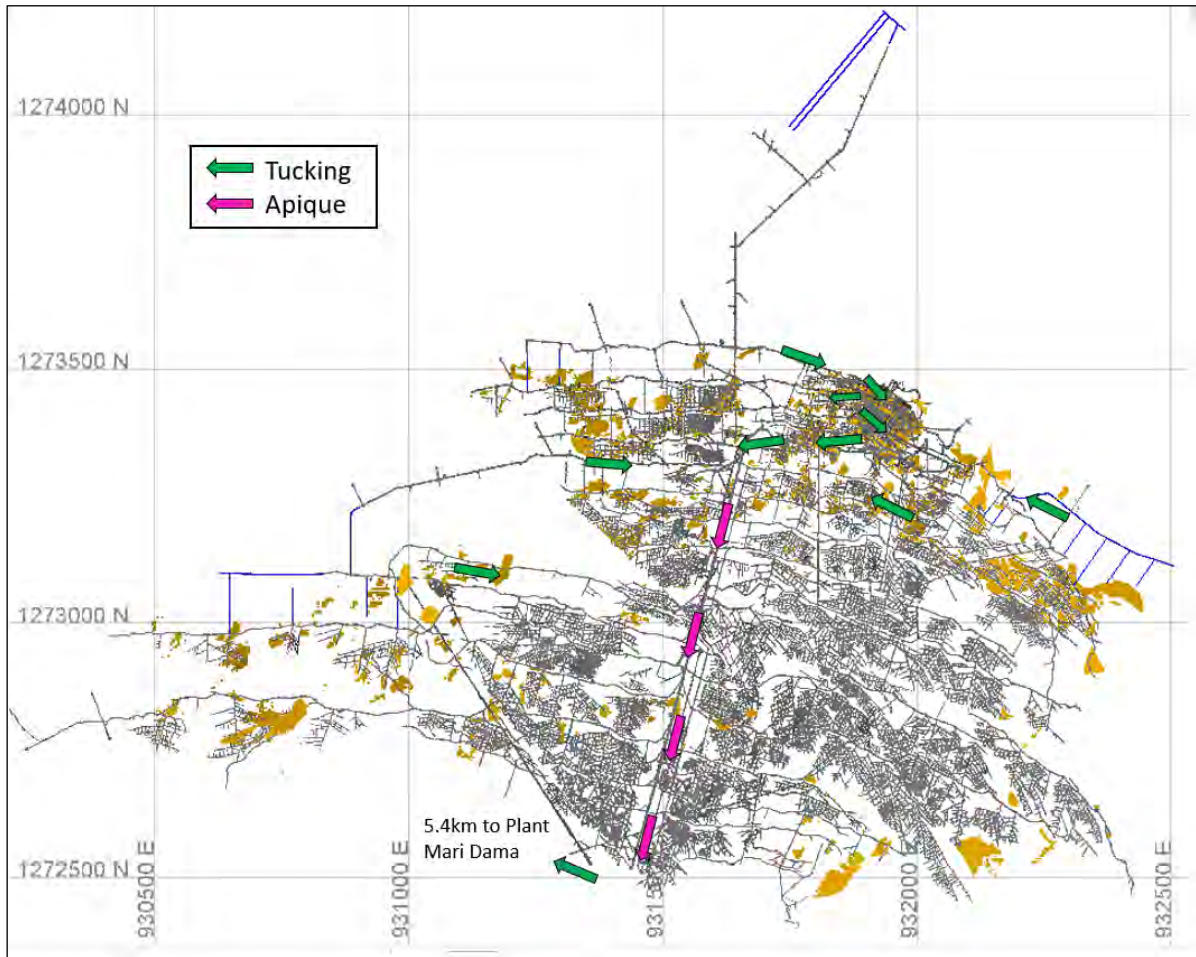 1274000 N
Tucking
Apique
1273500 N
1273000 N
5.4km to Plant
Mari Dama
1272500 N
930500 E
931000 E
932000 E
932500 E